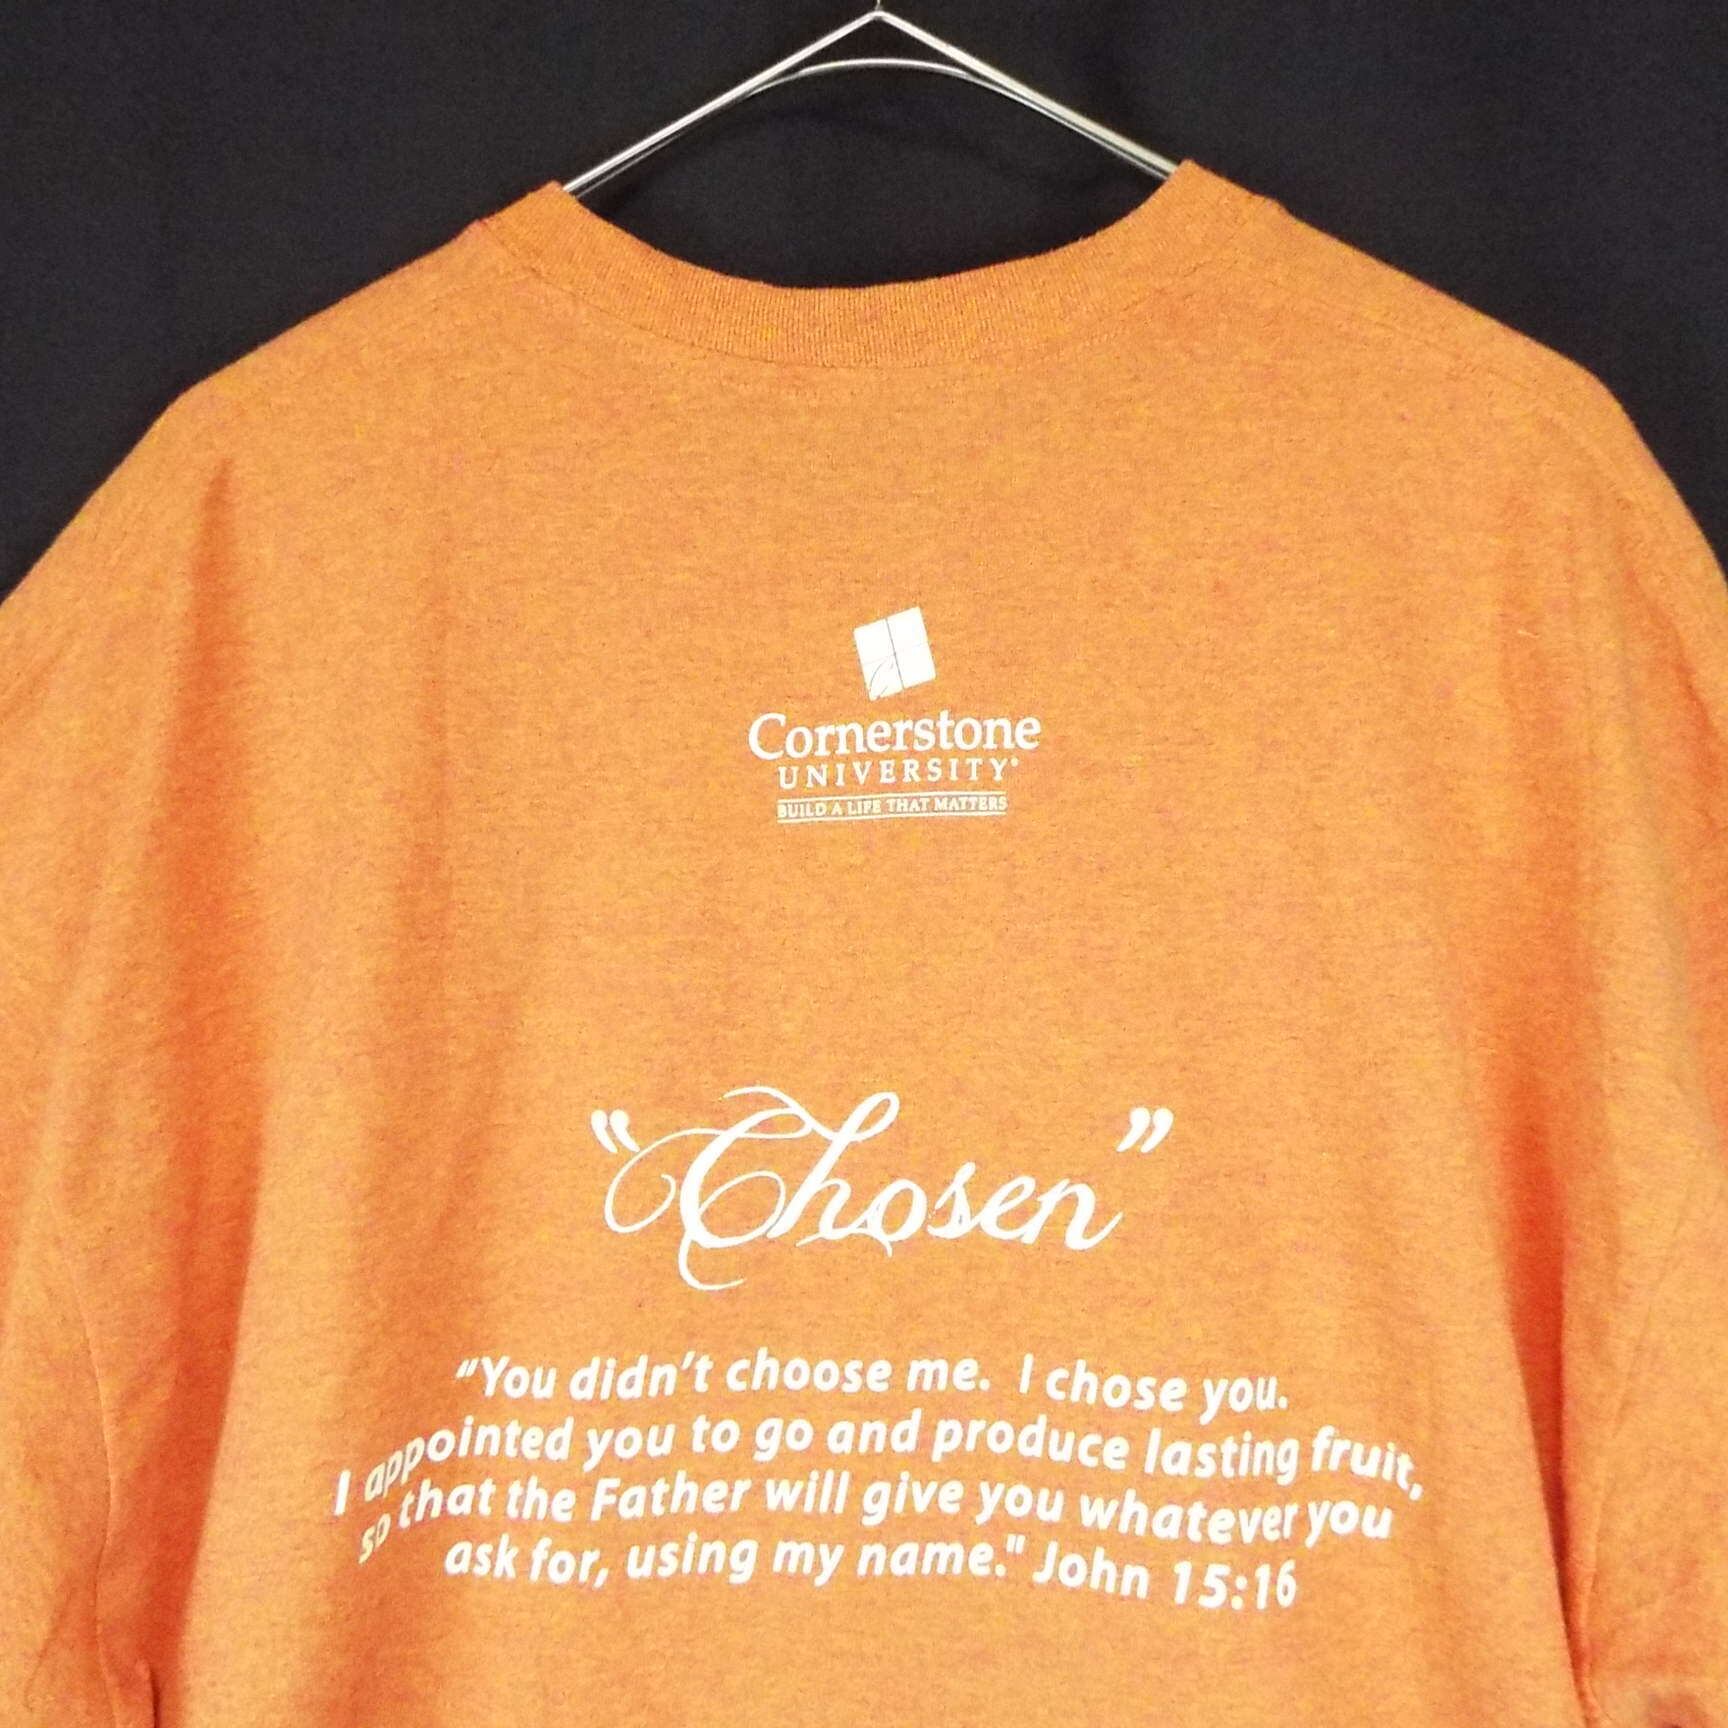 Cornerstone
UNIVERSITY
BUILD A LIFE THAT MATTERS
“Chosen”
“You didn’t choose me. I chose you.
I appointed you to go and produce lasting fruit,
so that the Father will give you whatever you
ask for, using my name." John 15:16